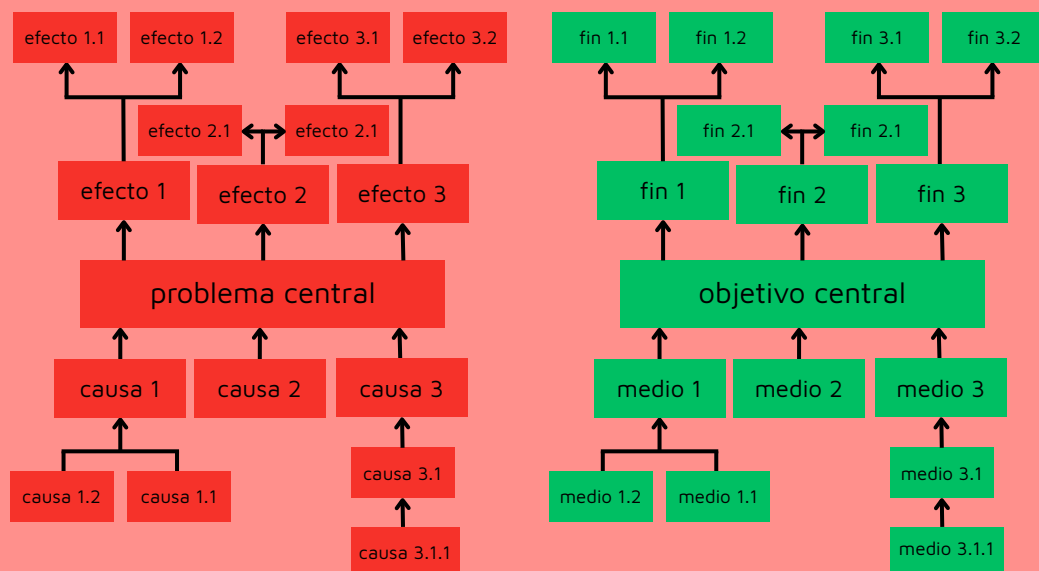 efecto 1.1
efecto 1.2
efecto 3.1
efecto 3.2
efecto 2.1
efecto 2.1
efecto 1
efecto 2
efecto 3
problema central
causa 1
causa 2
causa 3
causa 3.1
causa 1.2
causa 1.1
causa 3.1.1
fin 1.1
fin 1.2
fin 3.1
fin 3.2
fin 2.1
fin 2.1
fin 1
fin 2
fin 3
objetivo central
medio 1
medio 2
medio 3
medio 3.1
medio 1.2
medio 1.1
medio 3.1.1